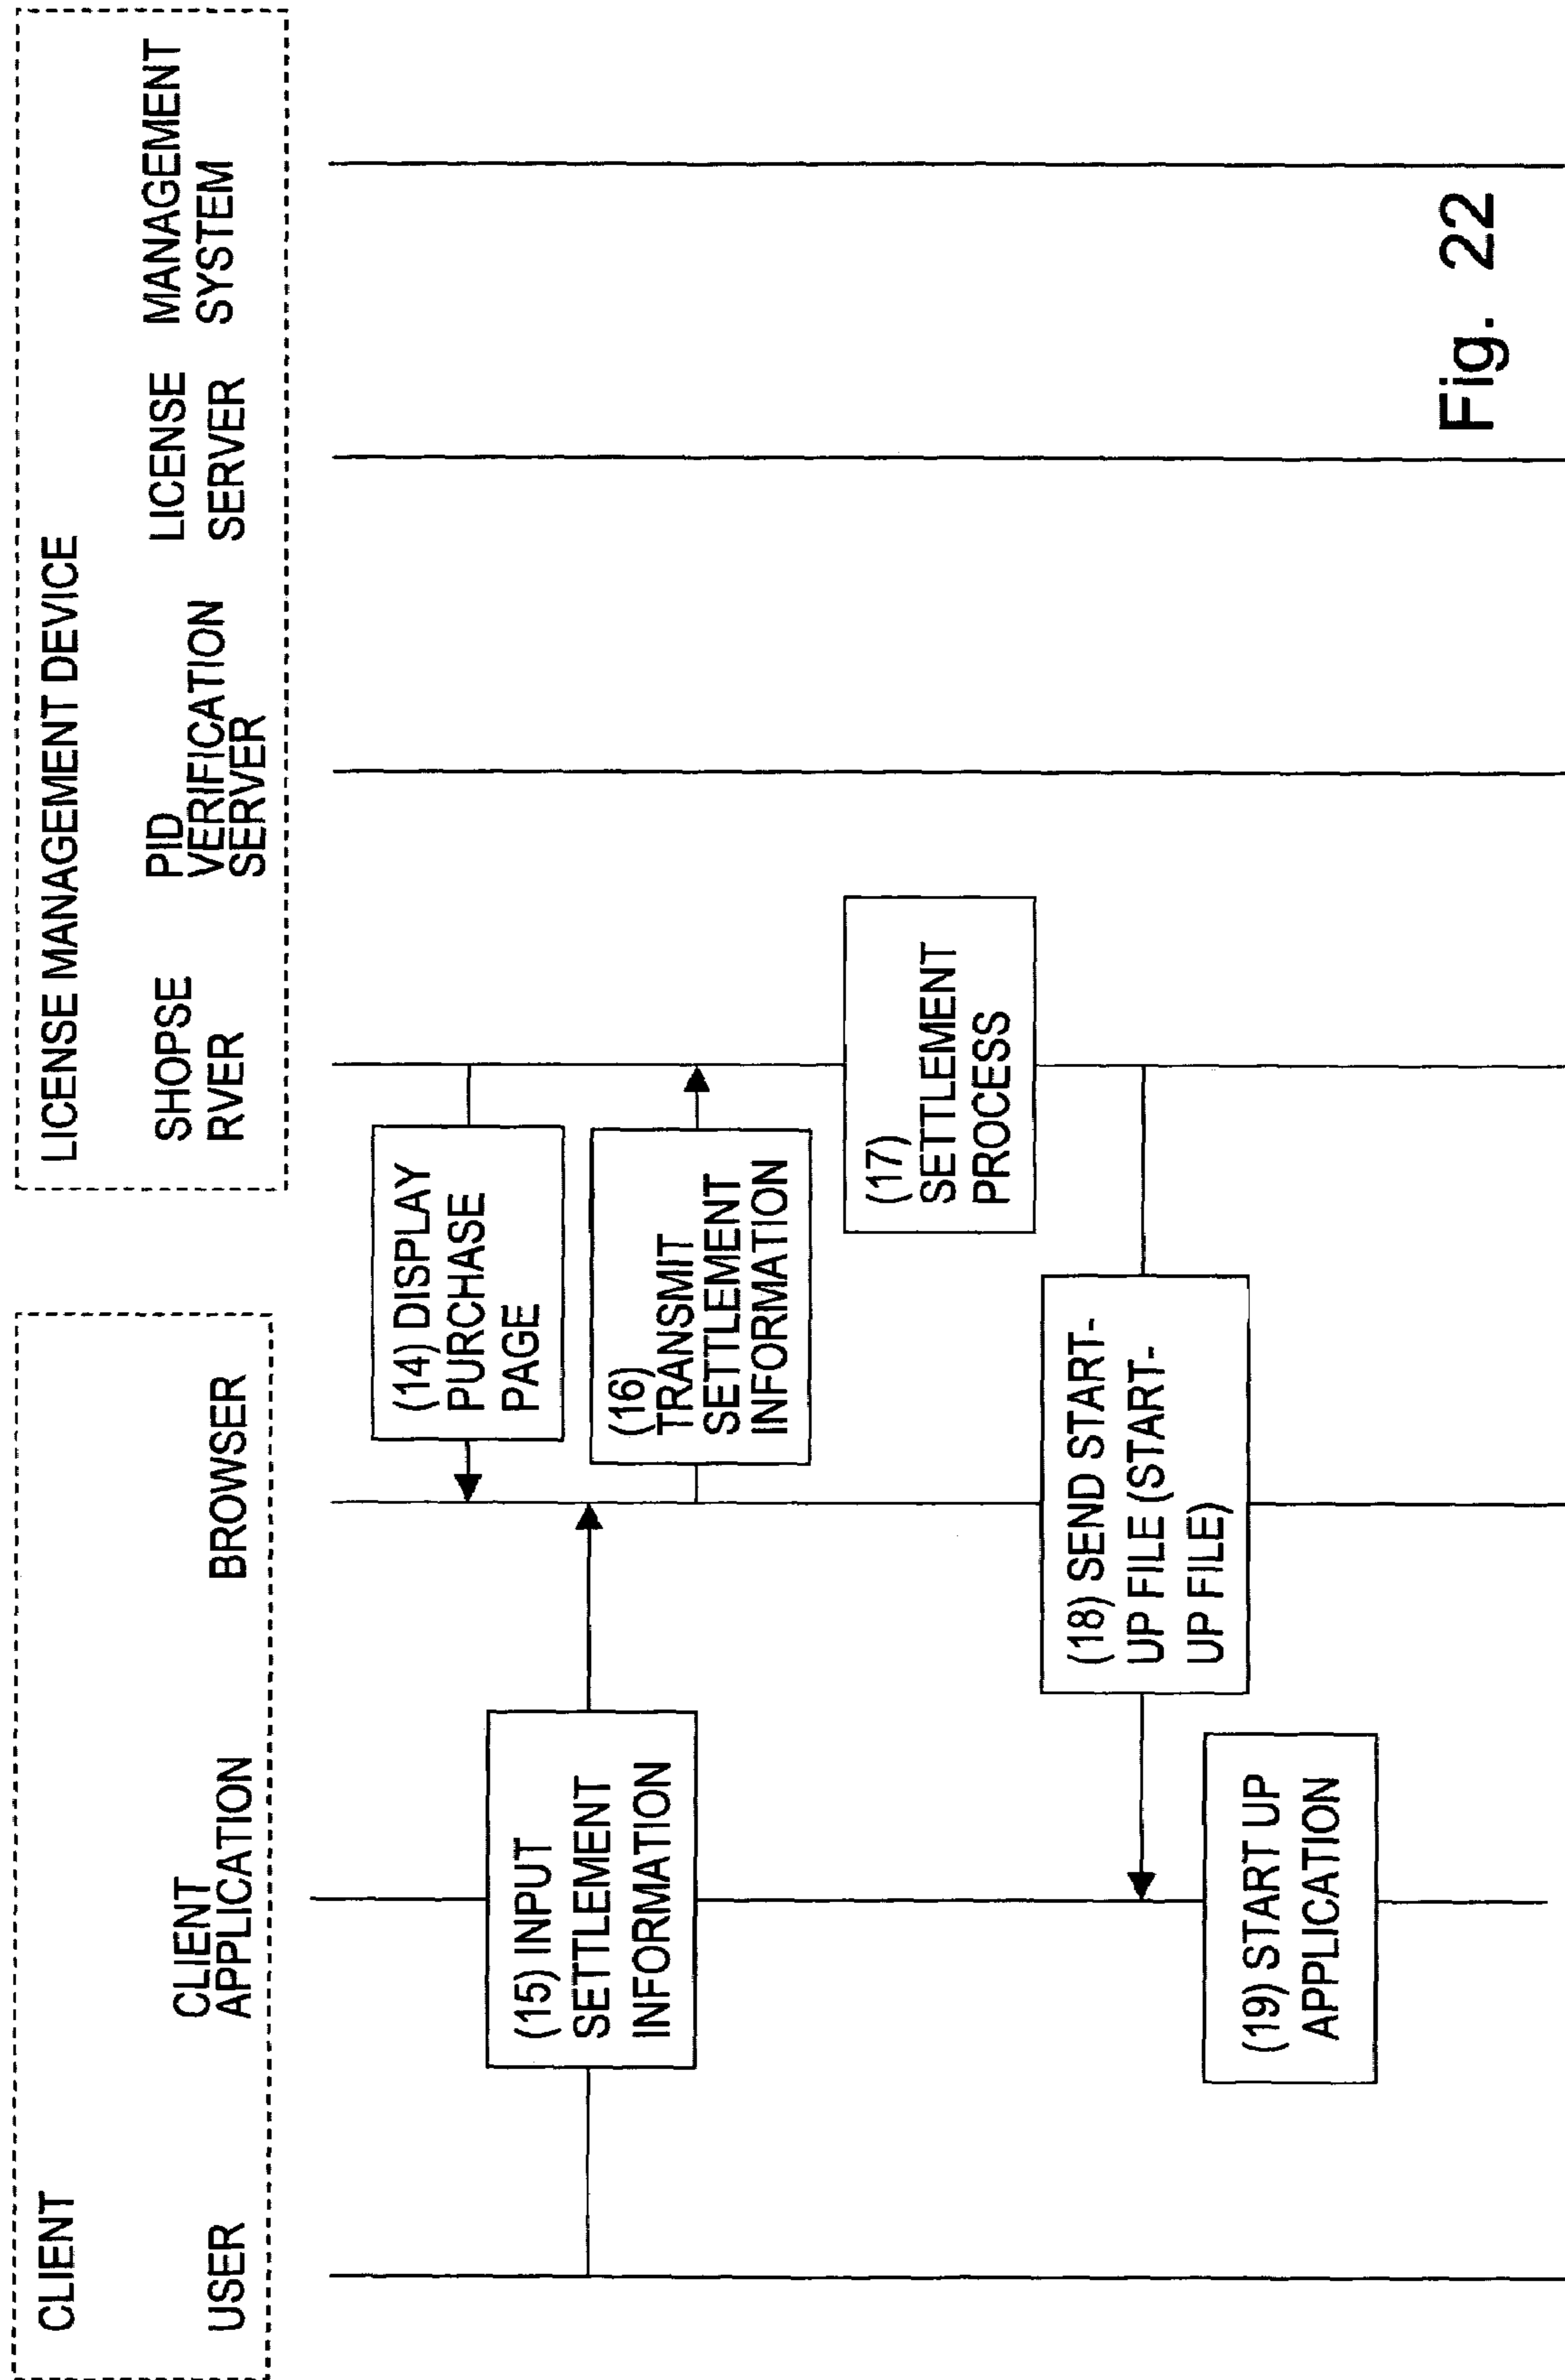 CLIENT
USER
CLIENT
APPLICATION
BROWSER
LICENSE MANAGEMENT DEVICE
SHOPSE
RVER
PID
VERIFICATION
SERVER
LICENSE
SERVER
MANAGEMENT
SYSTEM
(14) DISPLAY
PURCHASE
PAGE
(15) INPUT
SETTLEMENT
INFORMATION
(16)
TRANSMIT
SETTLEMENT
INFORMATION
(17)
SETTLEMENT
PROCESS
(18) SEND START-
UP FILE (START-
UP FILE)
(19) START UP
APPLICATION
Fig. 22